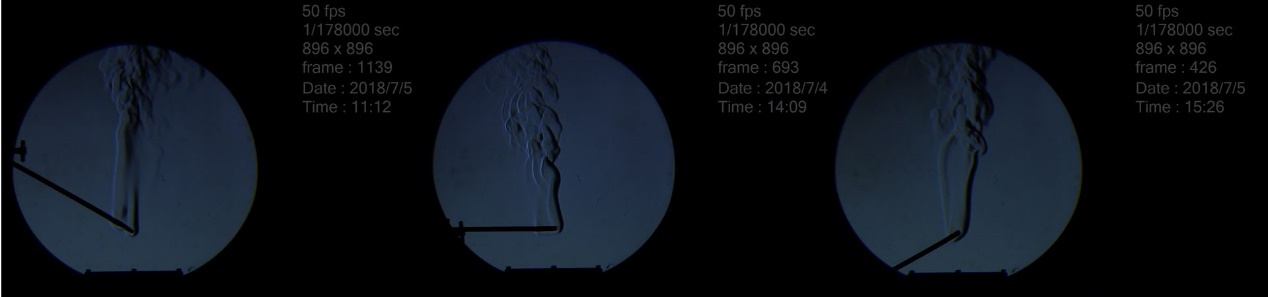 50 fps
1/178000 sec
896 x 896
frame : 1139
Date : 2018/7/5
Time : 11:12
50 fps
1/178000 sec
896 x 896
frame : 693
Date : 2018/7/4
Time : 14:09
50 fps
1/178000 sec
896 x 896
frame : 426
Date : 2018/7/5
Time : 15:26